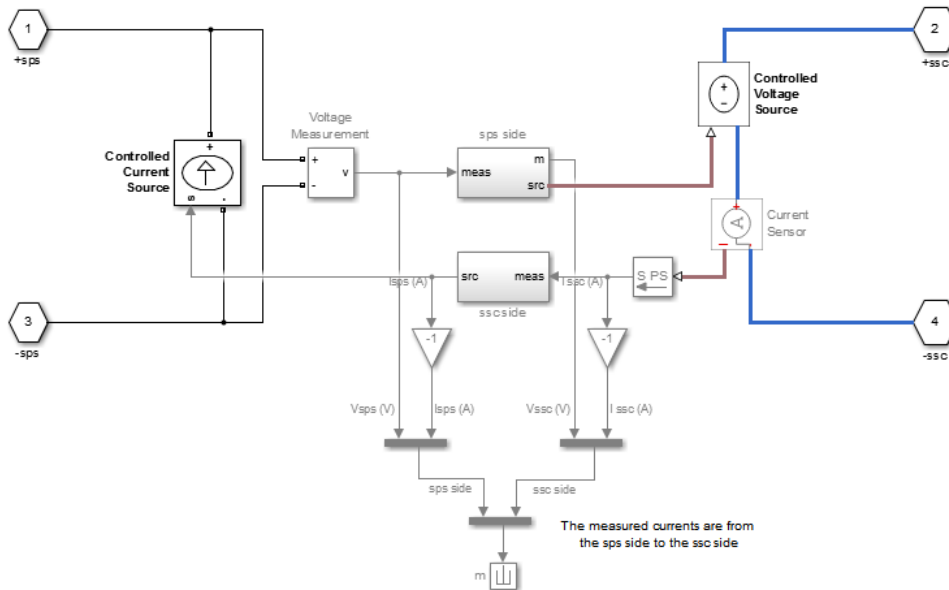 1
+sps
2
+ssc
Controlled
Voltage
Source
+
−
Voltage
Measurement
sps side
Controlled
Current
Source
+
s
-
+
-
v
meas
m
src
+
A
−
-
Current
Sensor
Isps (A)
src
meas
I ssc (A)
S PS
ssc side
3
-sps
4
-ssc
-1
-1
Vsps (V)
Isps (A)
Vssc (V)
I ssc (A)
sps side
ssc side
The measured currents are from
the sps side to the ssc side
m